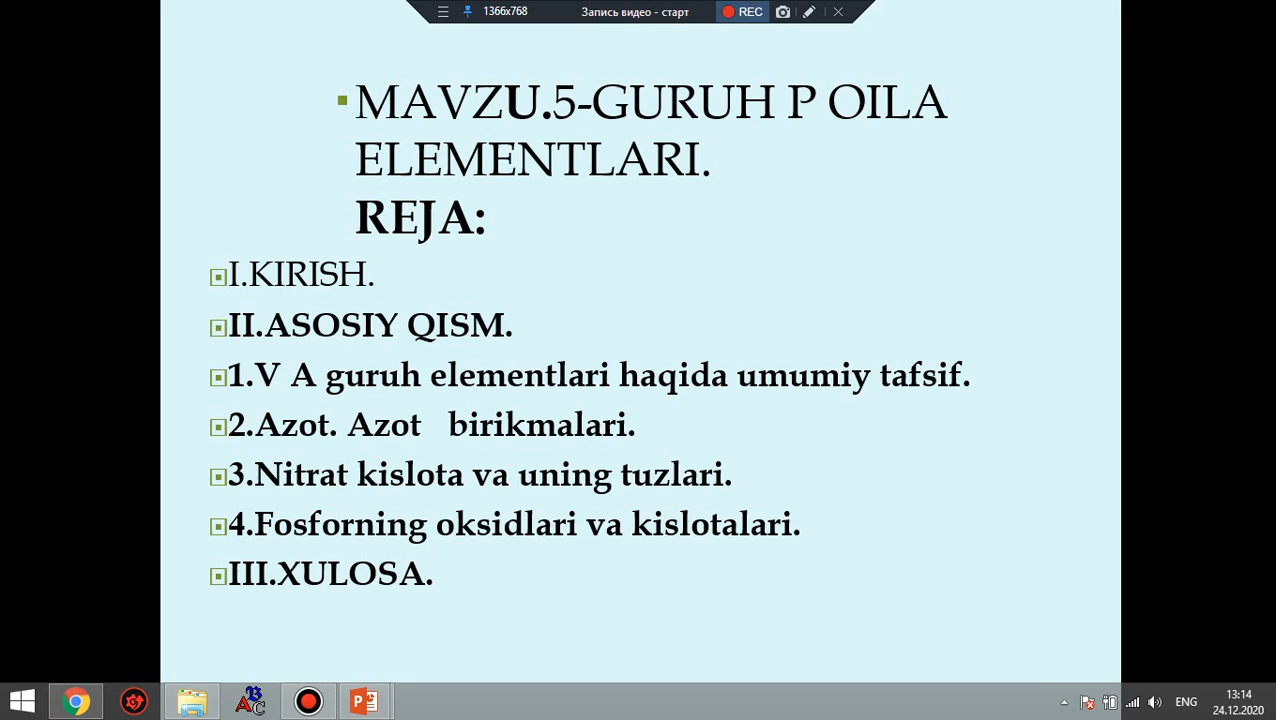 1366x768 Запись видео - старт REC
MAVZU.5-GURUH P OILA
ELEMENTLARI.
REJA:
I.KIRISH.
II.ASOSIY QISM.
1.V A guruh elementlari haqida umumiy tafsif.
2.Azot. Azot birikmalari.
3.Nitrat kislota va uning tuzlari.
4.Fosforning oksidlari va kislotalari.
III.XULOSA.
ENG
13:14
24.12.2020